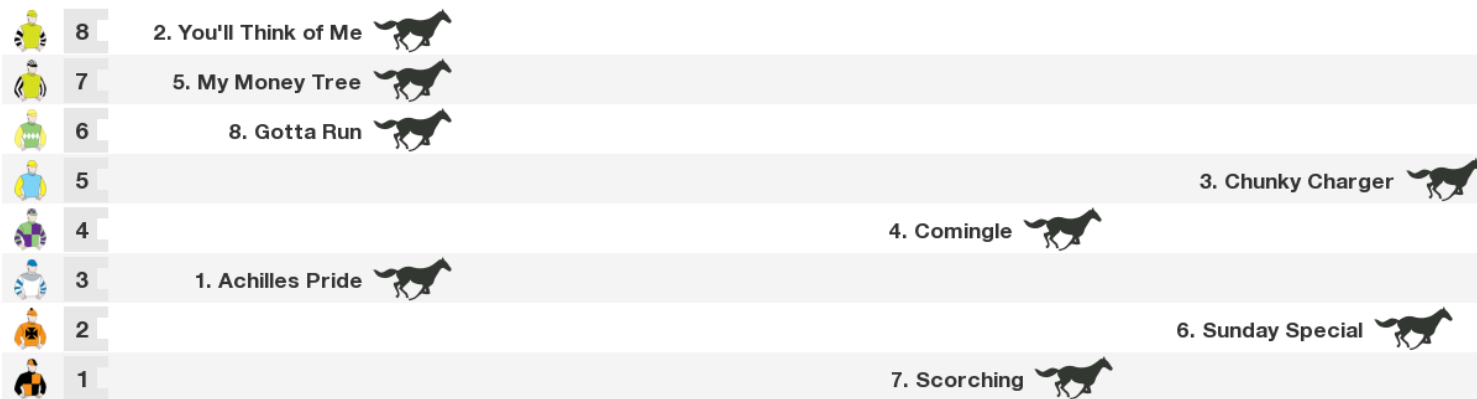 8 2. You'll Think of Me
7 5. My Money Tree
6 8. Gotta Run
5 3. Chunky Charger
4 4. Comingle
3 1. Achilles Pride
2 6. Sunday Special
1 7. Scorching